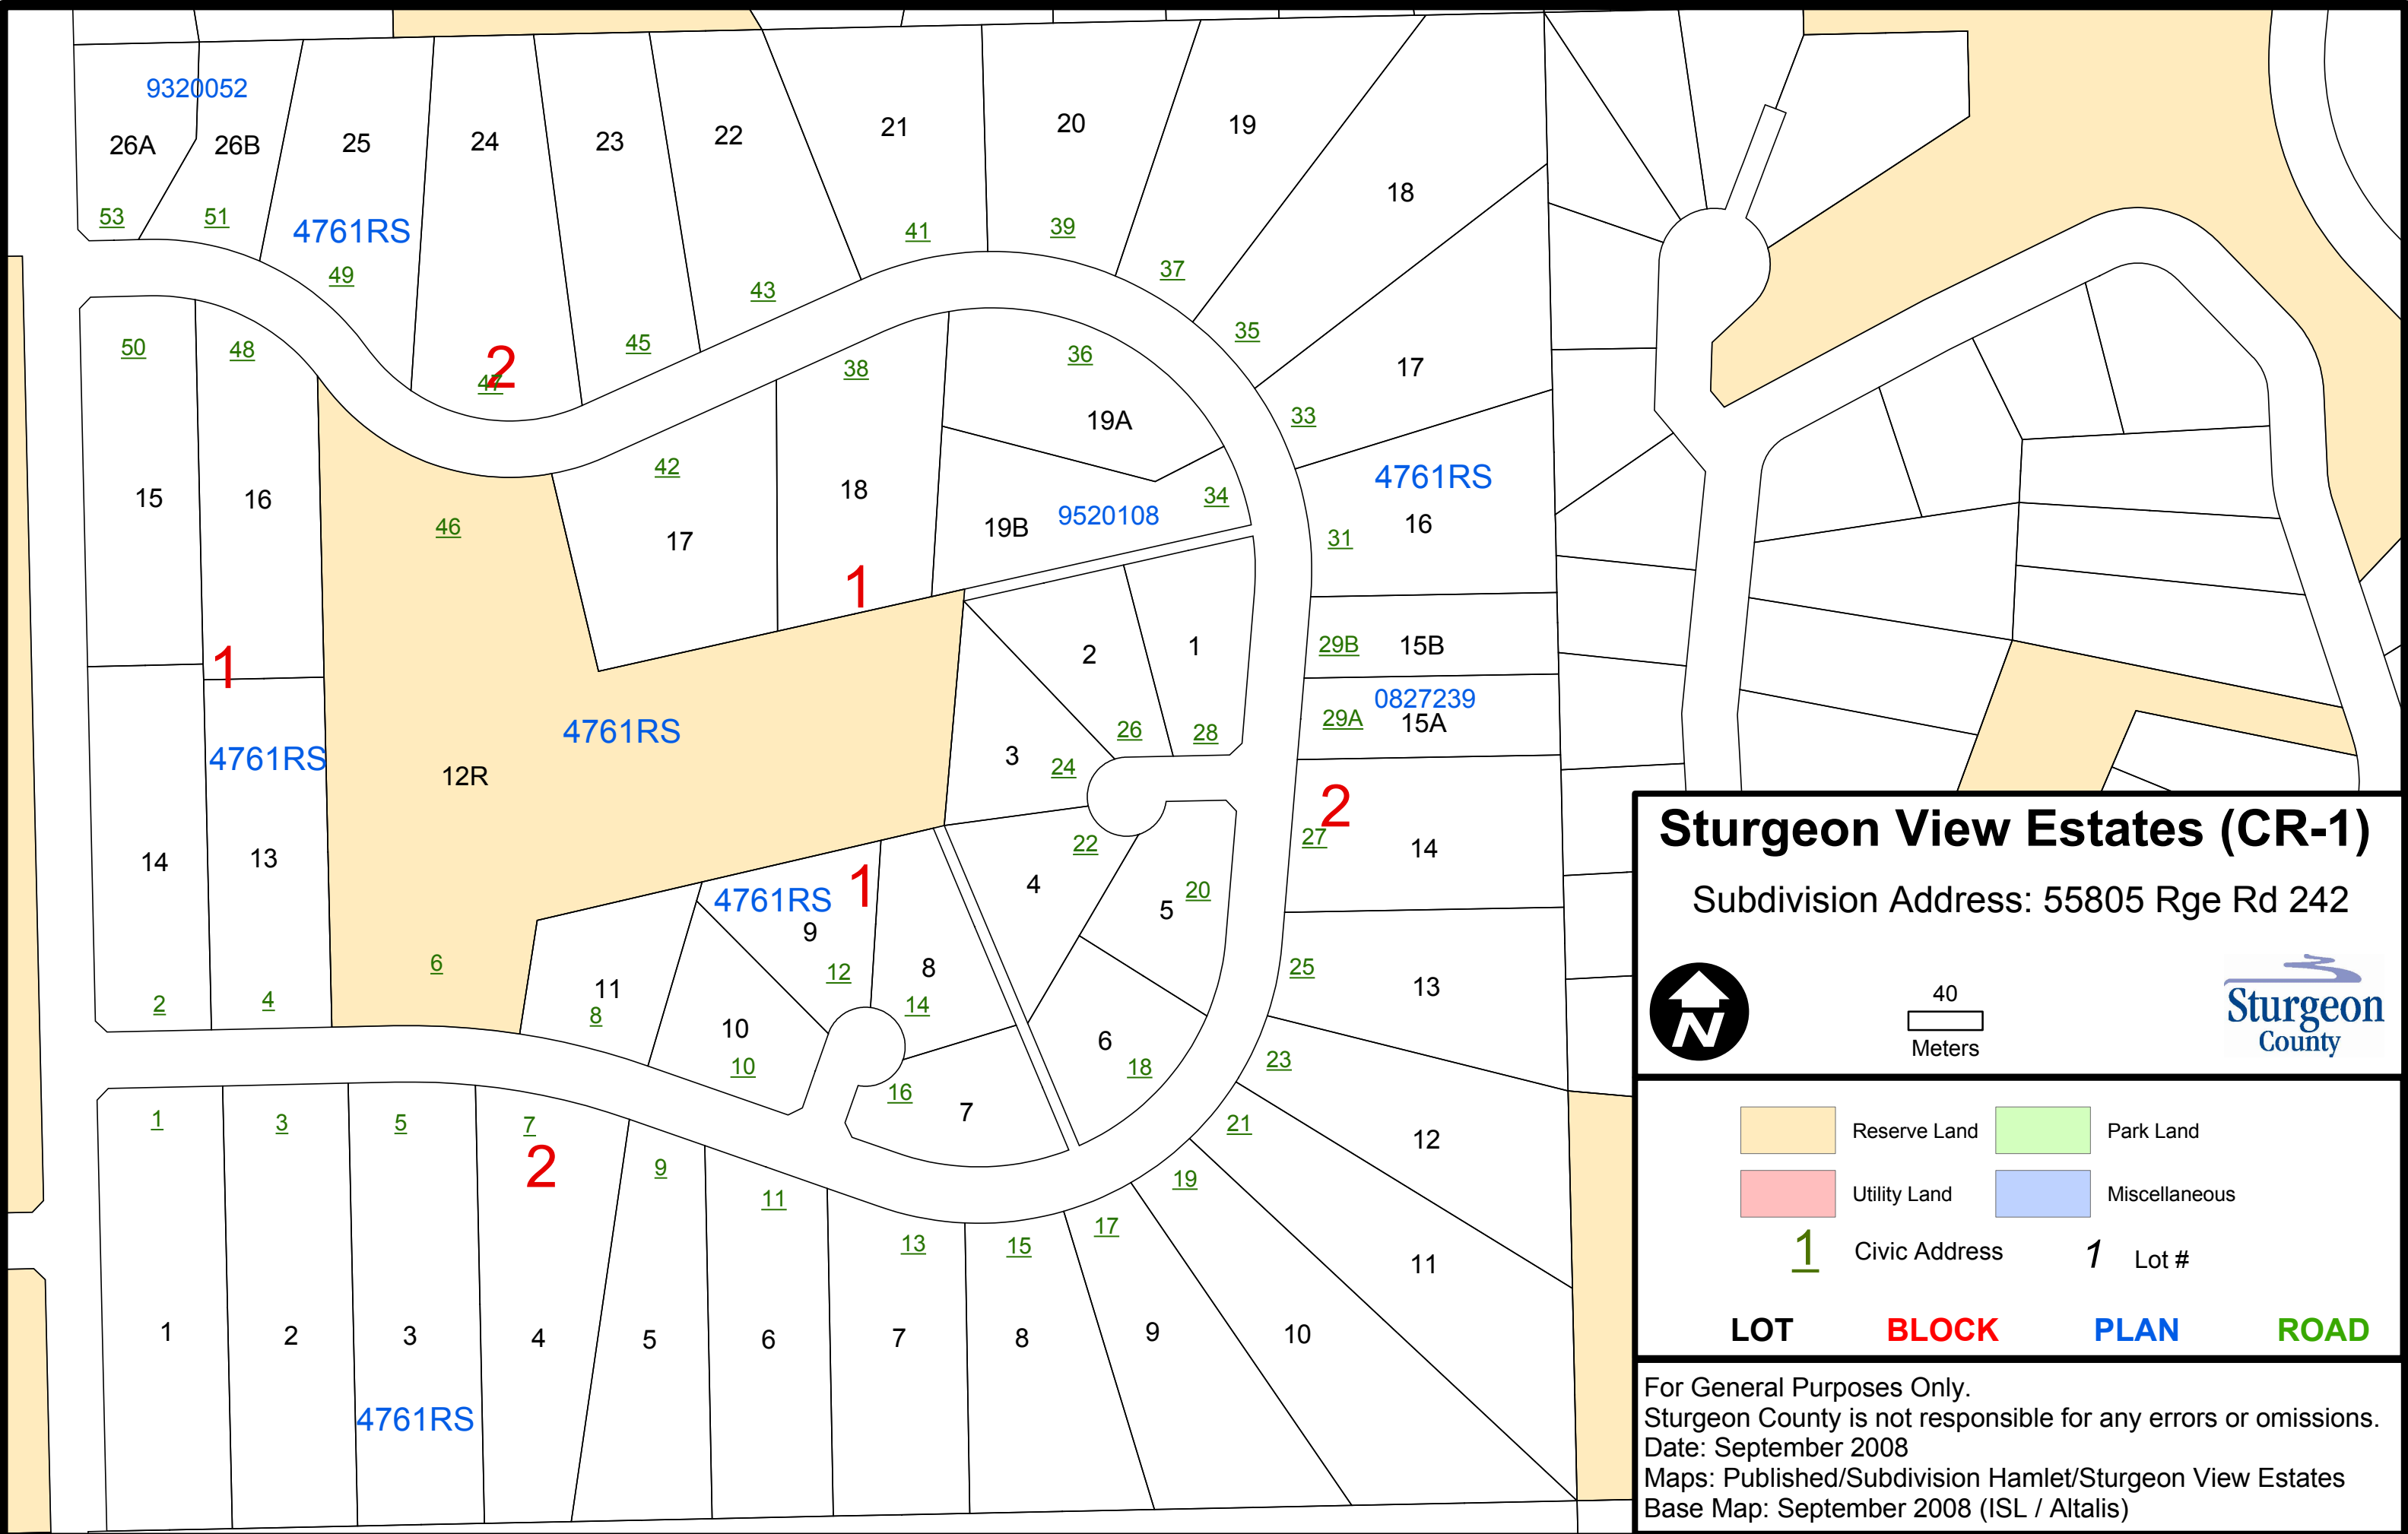 9320052
26A
26B
25
24
23
22
21
20
19
18
53
51
4761RS
49
41
39
37
43
35
50
48
2
47
45
38
36
17
33
19A
42
4761RS
15
16
46
18
34
17
19B
9520108
31
16
1
1
2
1
29B
15B
4761RS
4761RS
12R
3
24
26
28
0827239
29A
15A
2
27
14
22
14
13
4761RS
1
9
4
20
5
6
12
8
25
13
2
4
11
8
14
10
10
6
18
23
16
7
1
3
5
7
2
21
12
9
11
19
17
13
15
11
1
2
3
4
5
6
7
8
9
10
4761RS
Sturgeon View Estates (CR-1)
Subdivision Address: 55805 Rge Rd 242
N
40
Meters
Sturgeon
County
Reserve Land
Park Land
Utility Land
Miscellaneous
1 Civic Address
1 Lot #
LOT BLOCK PLAN ROAD
For General Purposes Only.
Sturgeon County is not responsible for any errors or omissions.
Date: September 2008
Maps: Published/Subdivision Hamlet/Sturgeon View Estates
Base Map: September 2008 (ISL / Altalis)